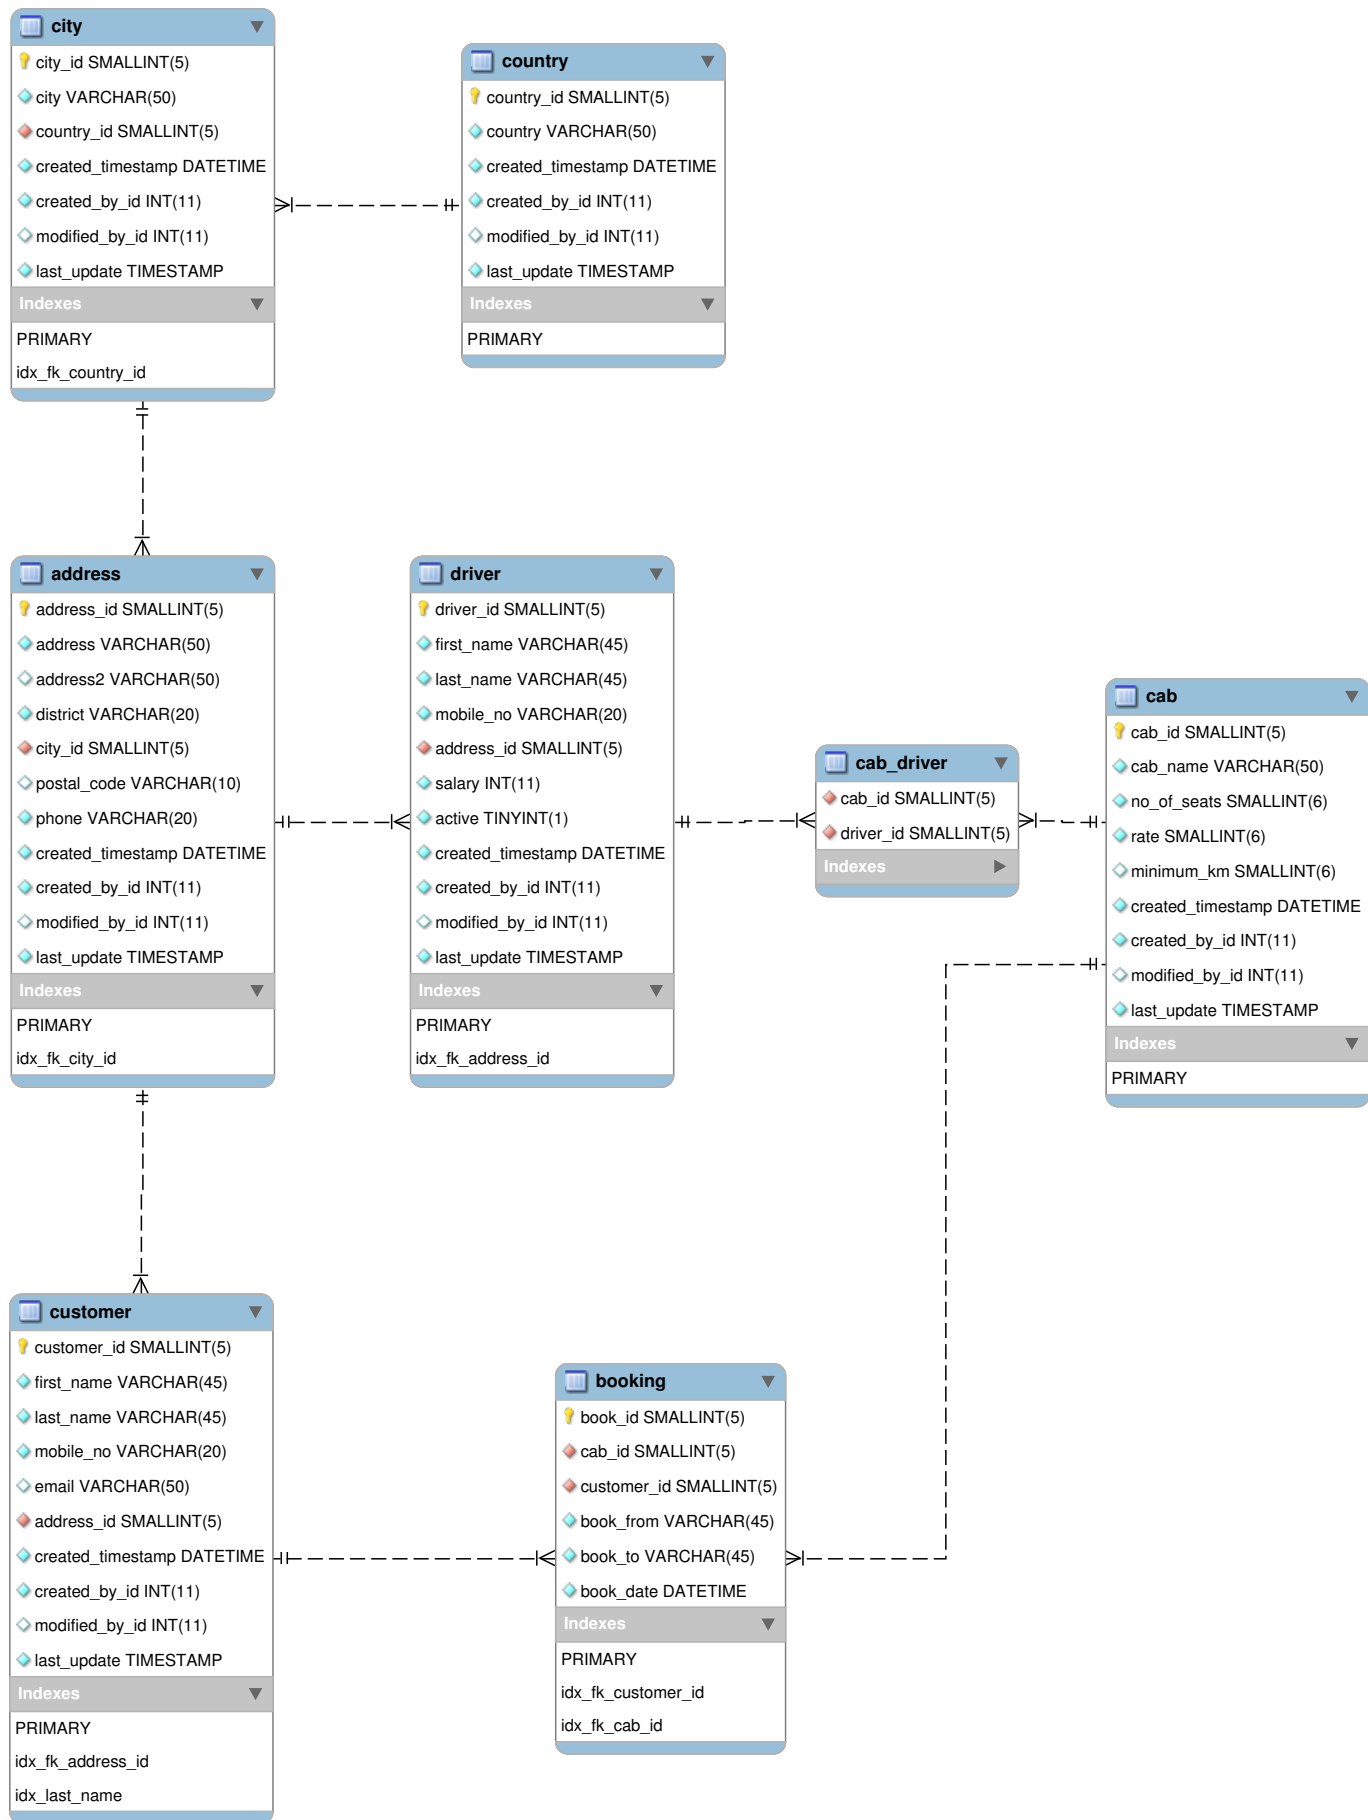 city
city_id SMALLINT(5)
city VARCHAR(50)
country_id SMALLINT(5)
created_timestamp DATETIME
created_by_id INT(11)
modified_by_id INT(11)
last_update TIMESTAMP
Indexes
PRIMARY
idx_fk_country_id
country
country_id SMALLINT(5)
country VARCHAR(50)
created_timestamp DATETIME
created_by_id INT(11)
modified_by_id INT(11)
last_update TIMESTAMP
Indexes
PRIMARY
address
address_id SMALLINT(5)
address VARCHAR(50)
address2 VARCHAR(50)
district VARCHAR(20)
city_id SMALLINT(5)
postal_code VARCHAR(10)
phone VARCHAR(20)
created_timestamp DATETIME
created_by_id INT(11)
modified_by_id INT(11)
last_update TIMESTAMP
Indexes
PRIMARY
idx_fk_city_id
driver
driver_id SMALLINT(5)
first_name VARCHAR(45)
last_name VARCHAR(45)
mobile_no VARCHAR(20)
address_id SMALLINT(5)
salary INT(11)
active TINYINT(1)
created_timestamp DATETIME
created_by_id INT(11)
modified_by_id INT(11)
last_update TIMESTAMP
Indexes
PRIMARY
idx_fk_address_id
cab_driver
cab_id SMALLINT(5)
driver_id SMALLINT(5)
Indexes
cab
cab_id SMALLINT(5)
cab_name VARCHAR(50)
no_of_seats SMALLINT(6)
rate SMALLINT(6)
minimum_km SMALLINT(6)
created_timestamp DATETIME
created_by_id INT(11)
modified_by_id INT(11)
last_update TIMESTAMP
Indexes
PRIMARY
customer
customer_id SMALLINT(5)
first_name VARCHAR(45)
last_name VARCHAR(45)
mobile_no VARCHAR(20)
email VARCHAR(50)
address_id SMALLINT(5)
created_timestamp DATETIME
created_by_id INT(11)
modified_by_id INT(11)
last_update TIMESTAMP
Indexes
PRIMARY
idx_fk_address_id
idx_last_name
booking
book_id SMALLINT(5)
cab_id SMALLINT(5)
customer_id SMALLINT(5)
book_from VARCHAR(45)
book_to VARCHAR(45)
book_date DATETIME
Indexes
PRIMARY
idx_fk_customer_id
idx_fk_cab_id